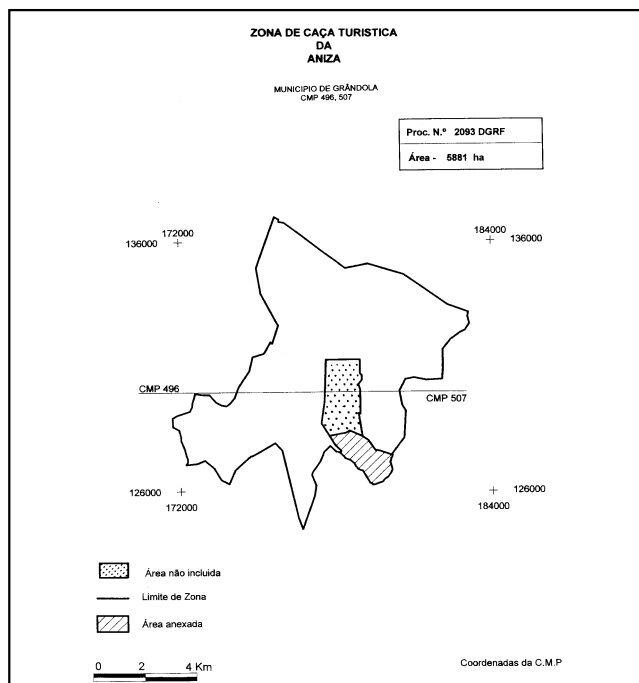 ZONA DE CAÇA TURISTICA
DA
ANIZA
MUNICIPIO DE GRÂNDOLA
CMP 496, 507
Proc. N.º 2093 DGRF
Área - 5881 ha
172000
136000
184000
136000
CMP 496
CMP 507
126000
172000
126000
184000
Área não incluida
Limite de Zona
Área anexada
0 2 4 Km
Coordenadas da C.M.P